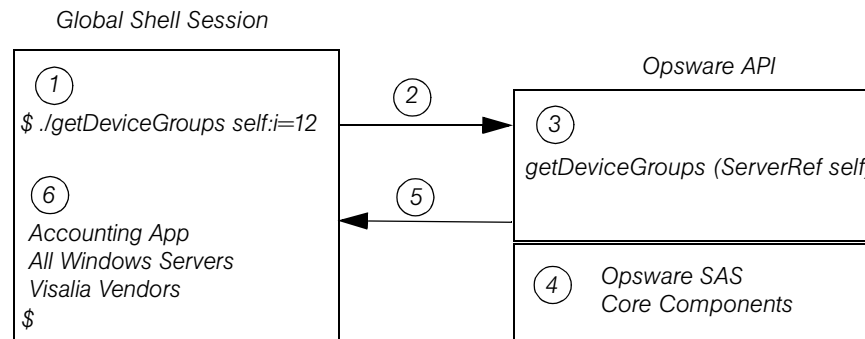 Global Shell Session
Opsware API
1
$ ./getDeviceGroups self:i=12
2
3
getDeviceGroups (ServerRef self
5
6
Accounting App
All Windows Servers
Visalia Vendors
$
4
Opsware SAS
Core Components